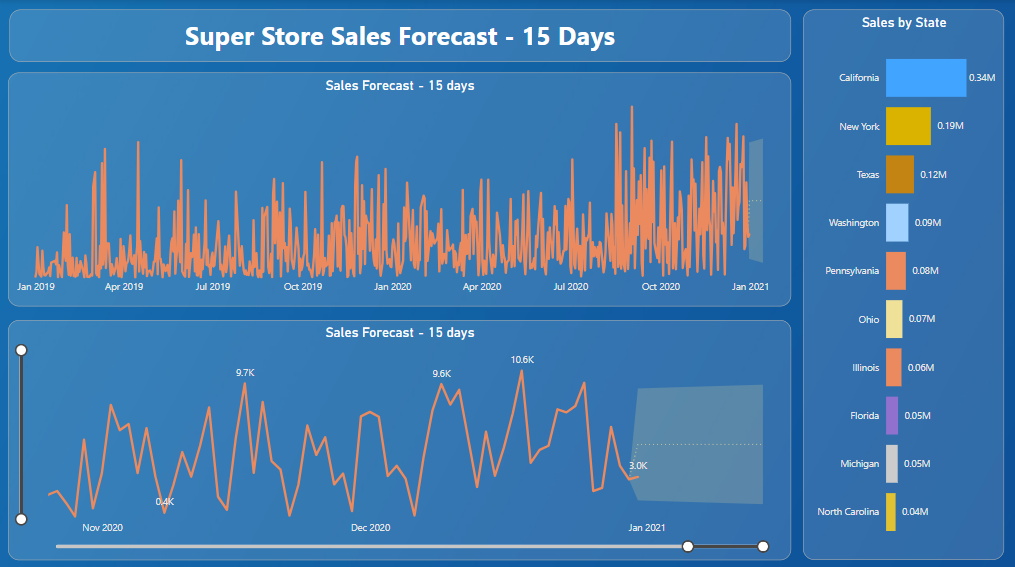 Super Store Sales Forecast - 15 Days
Sales Forecast - 15 days
Jan 2019 Apr 2019 Jul 2019 Oct 2019 Jan 2020 Apr 2020 Jul 2020 Oct 2020 Jan 2021
Sales Forecast - 15 days
10.6K
9.7K
9.6K
3.0K
0.4K
Nov 2020 Dec 2020 Jan 2021
Sales by State
California 0.34M
New York 0.19M
Texas 0.12M
Washington 0.09M
Pennsylvania 0.08M
Ohio 0.07M
Illinois 0.06M
Florida 0.05M
Michigan 0.05M
North Carolina 0.04M